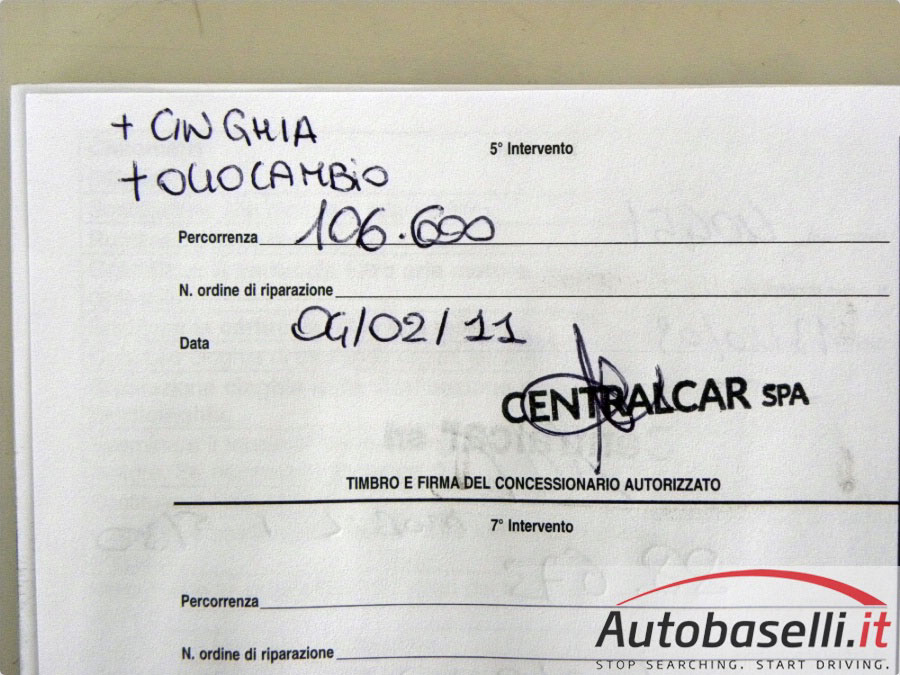 + CINGHIA
5° Intervento
+ OLIO CAMBIO
Percorrenza 106.600
N. ordine di riparazione
Data 04/02/11
CENTRALCAR SPA
TIMBRO E FIRMA DEL CONCESSIONARIO AUTORIZZATO
7° Intervento
Percorrenza
N. ordine di riparazione
Autobaselli.it
STOP SEARCHING. START DRIVING.